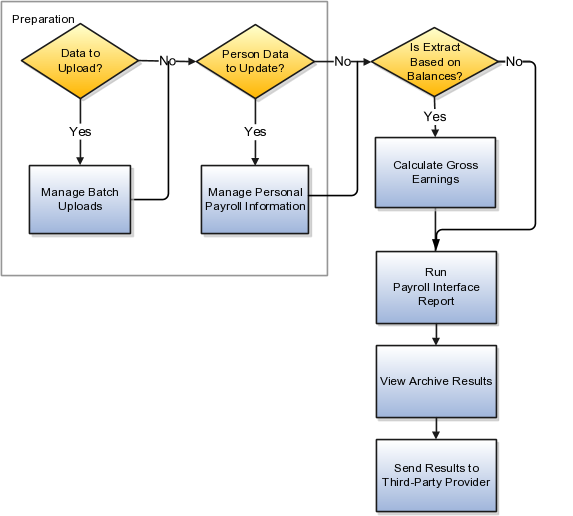 Preparation
Data to
Upload?
No
Person Data
to Update?
No
Is Extract
Based on
Balances?
No
Yes
Yes
Yes
Manage Batch
Uploads
Manage Personal
Payroll Information
Calculate Gross
Earnings
Run
Payroll Interface
Report
View Archive Results
Send Results to
Third-Party Provider